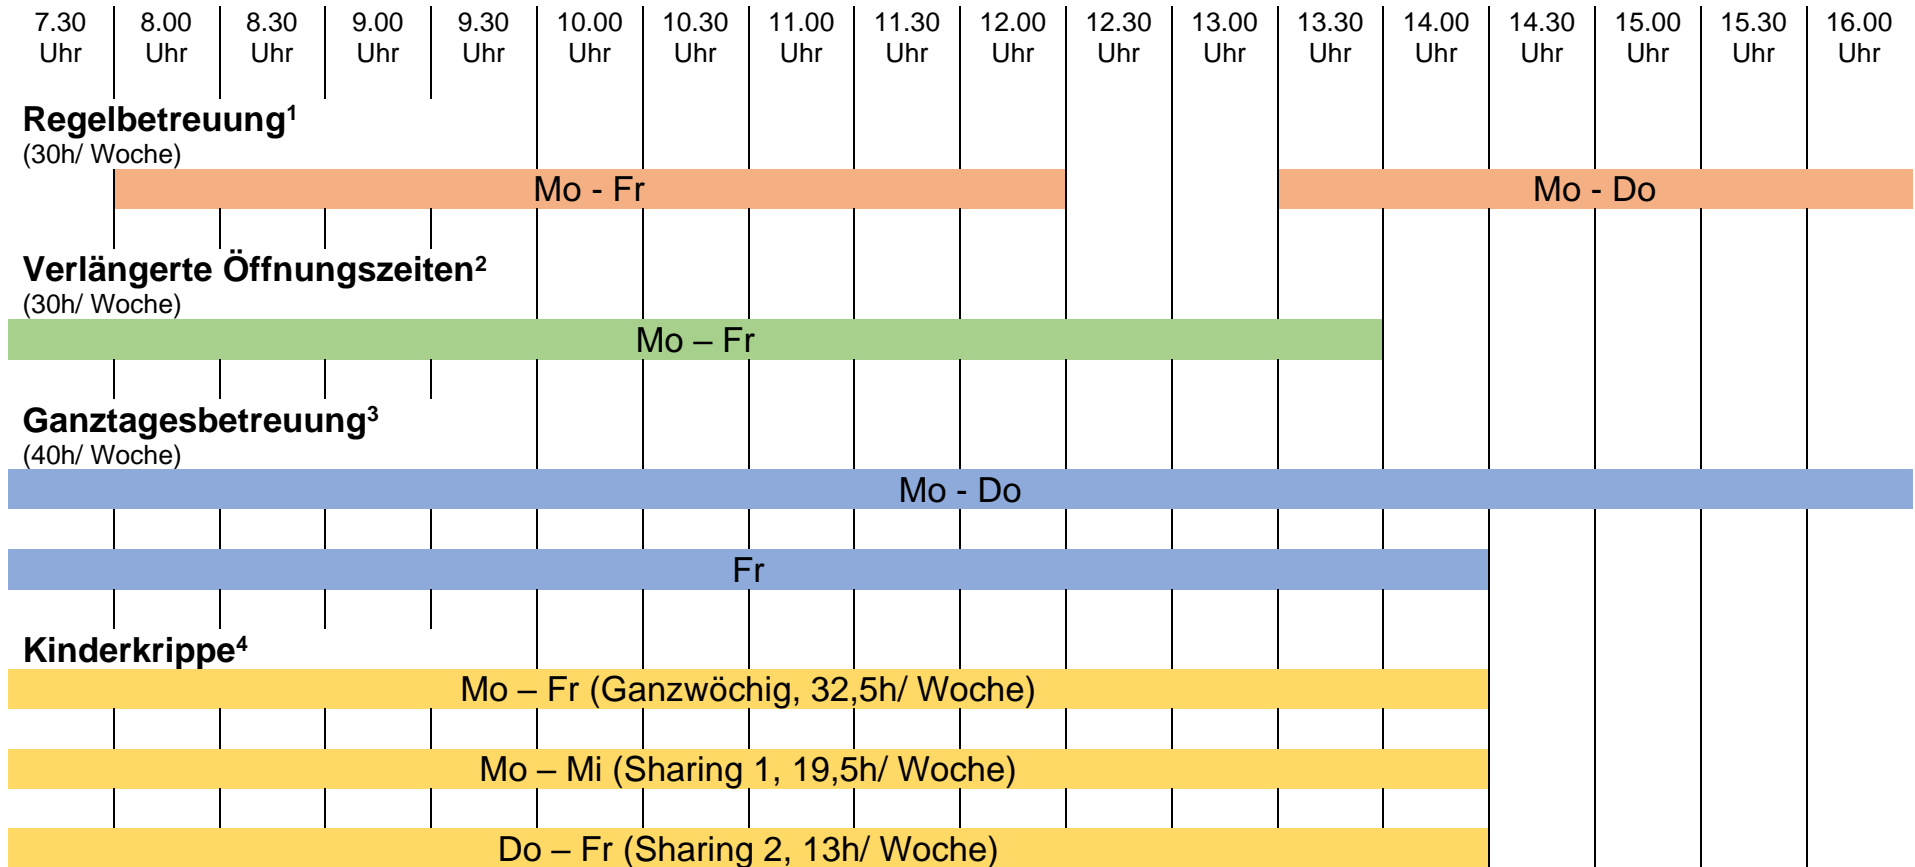 7.30 8.00 8.30 9.00 9.30 10.00 10.30 11.00 11.30 12.00 12.30 13.00 13.30 14.00 14.30 15.00 15.30 16.00
Uhr Uhr Uhr Uhr Uhr Uhr Uhr Uhr Uhr Uhr Uhr Uhr Uhr Uhr Uhr Uhr Uhr Uhr
Regelbetreuung¹
(30h/ Woche)
Mo - Fr Mo - Do
Verlängerte Öffnungszeiten²
(30h/ Woche)
Mo – Fr
Ganztagesbetreuung³
(40h/ Woche)
Mo - Do
Fr
Kinderkrippe⁴
Mo – Fr (Ganzwöchig, 32,5h/ Woche)
Mo – Mi (Sharing 1, 19,5h/ Woche)
Do – Fr (Sharing 2, 13h/ Woche)